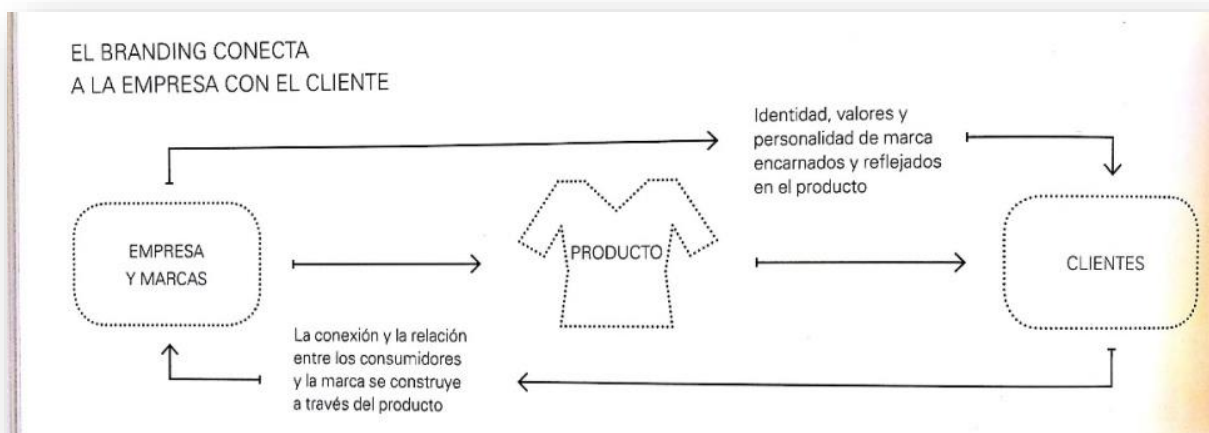 EL BRANDING CONECTA
A LA EMPRESA CON EL CLIENTE
Identidad, valores y
personalidad de marca
encarnados y reflejados
en el producto
EMPRESA
Y MARCAS
PRODUCTO
CLIENTES
La conexión y la relación
entre los consumidores
y la marca se construye
a través del producto